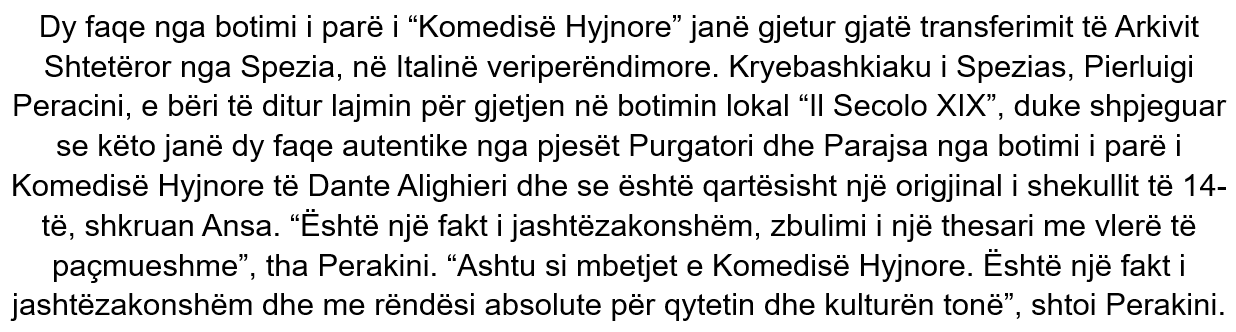 Dy faqe nga botimi i parë i “Komedisë Hyjnore” janë gjetur gjatë transferimit të Arkivit
Shtetëror nga Spezia, në Italinë veriperëndimore. Kryebashkiaku i Spezias, Pierluigi
Peracini, e bëri të ditur lajmin për gjetjen në botimin lokal “Il Secolo XIX”, duke shpjeguar
se këto janë dy faqe autentike nga pjesët Purgatori dhe Parajsa nga botimi i parë i
Komedisë Hyjnore të Dante Alighieri dhe se është qartësisht një origjinal i shekullit të 14-
të, shkruan Ansa. “Është një fakt i jashtëzakonshëm, zbulimi i një thesari me vlerë të
paçmueshme”, tha Perakini. “Ashtu si mbetjet e Komedisë Hyjnore. Është një fakt i
jashtëzakonshëm dhe me rëndësi absolute për qytetin dhe kulturën tonë”, shtoi Perakini.